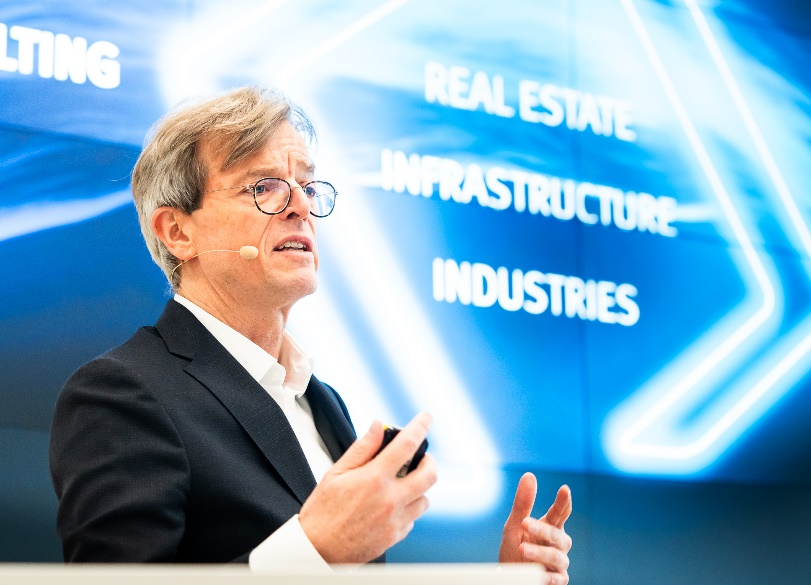 LTING
REAL ESTATE
INFRASTRUCTURE
INDUSTRIES